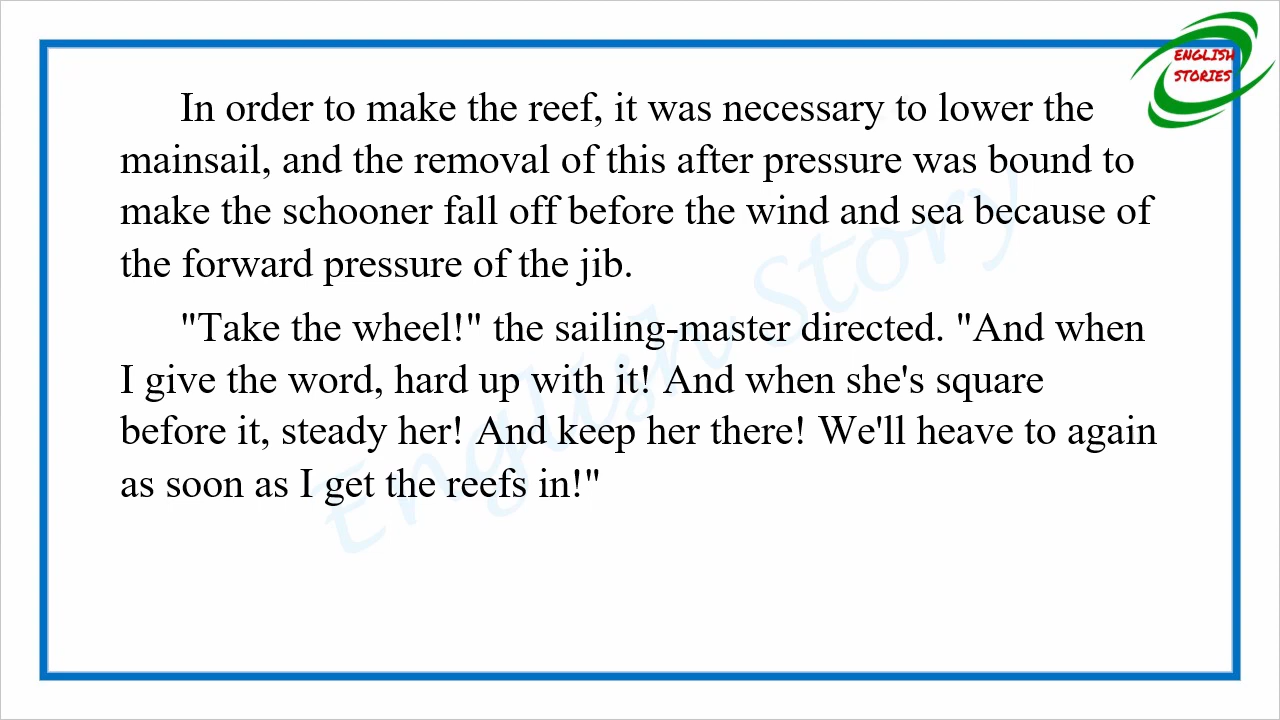 ENGLISH
STORIES
In order to make the reef, it was necessary to lower the
mainsail, and the removal of this after pressure was bound to
make the schooner fall off before the wind and sea because of
the forward pressure of the jib.
"Take the wheel!" the sailing-master directed. "And when
I give the word, hard up with it! And when she's square
before it, steady her! And keep her there! We'll heave to again
as soon as I get the reefs in!"
English Story